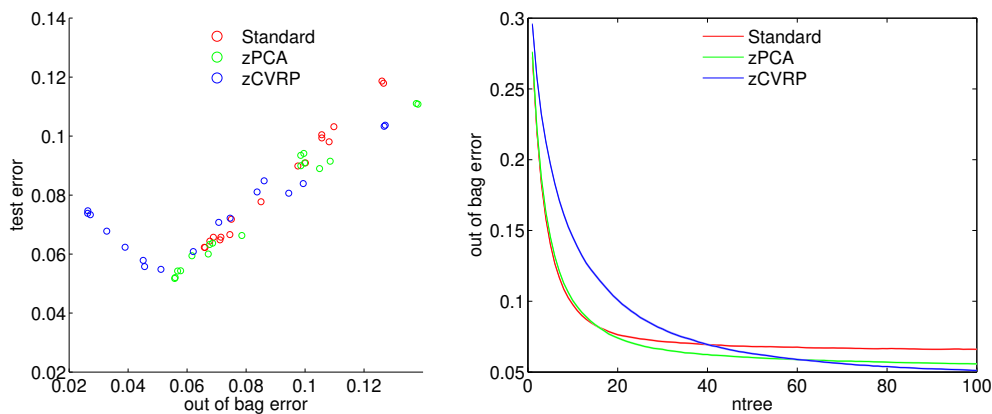 0.14
0.12
0.1
0.08
0.06
0.04
0.02
0.02
0.04
0.06
0.08
0.1
0.12
test error
out of bag error
Standard
zPCA
zCVRP
0.3
0.25
0.2
0.15
0.1
0.05
0
20
40
60
80
100
out of bag error
ntree
Standard
zPCA
zCVRP